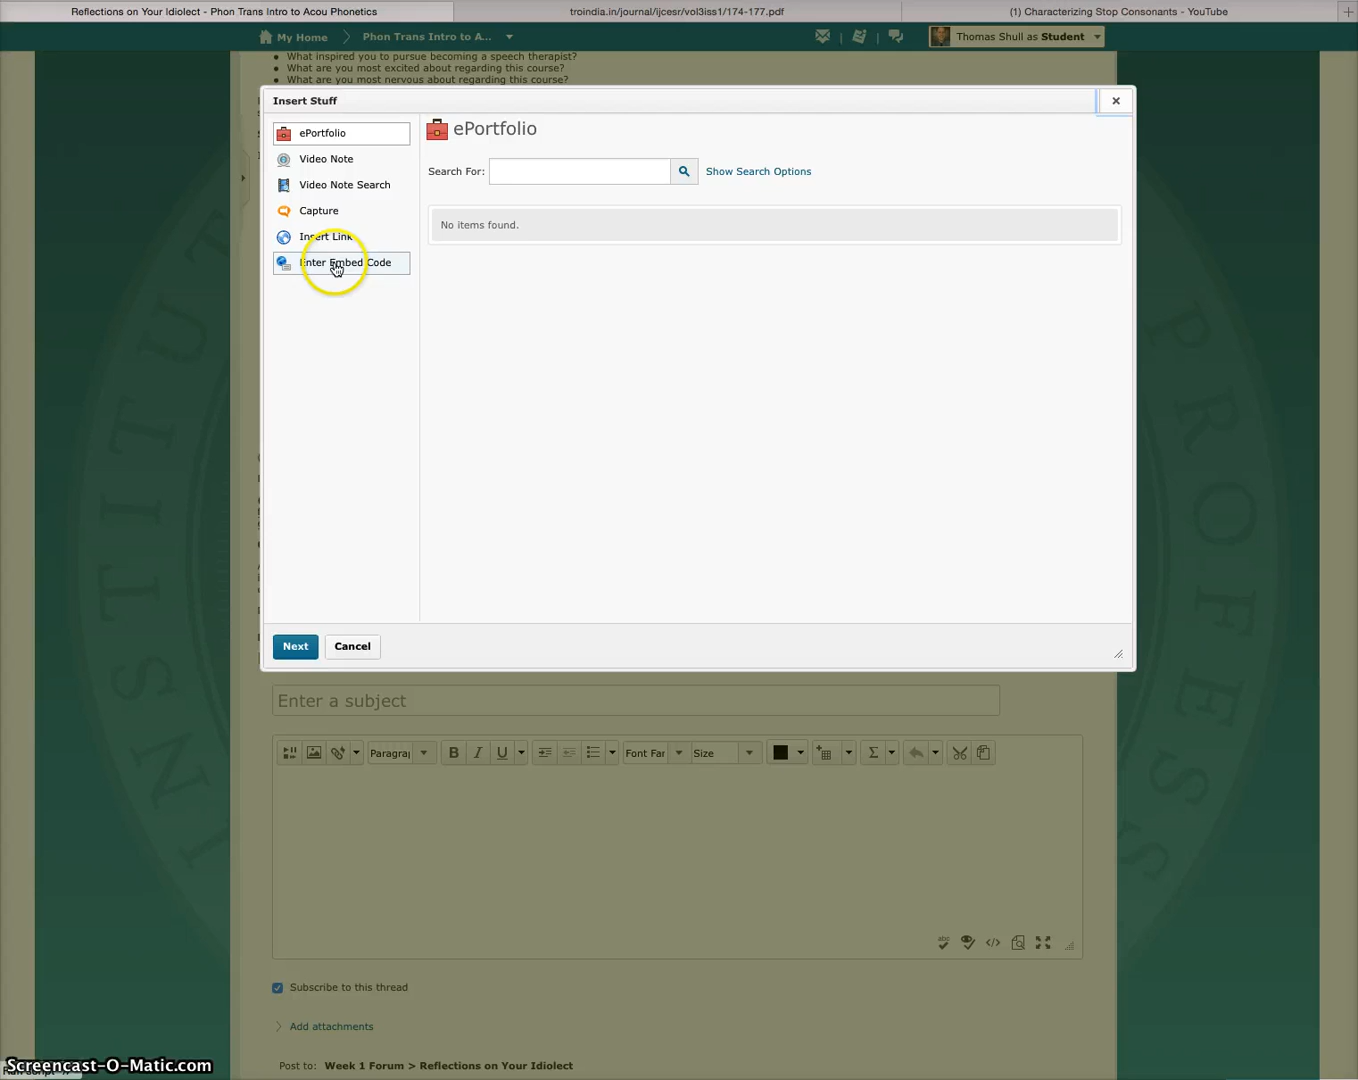 Reflections on Your Idiolect - Phon Trans Intro to Acou Phonetics
troindia.in/journal/ijcesr/vol3iss1/174-177.pdf
(1) Characterizing Stop Consonants - YouTube
My Home
Phon Trans Intro to A...
Thomas Shull as Student
What inspired you to pursue becoming a speech therapist?
What are you most excited about regarding this course?
What are you most nervous about regarding this course?
Insert Stuff
ePortfolio
Video Note
Video Note Search
Capture
Insert Link
Enter Embed Code
ePortfolio
Search For:
Show Search Options
No items found.
Next
Cancel
Enter a subject
Paragra
B I U
Font Far
Size
Σ
abc
Subscribe to this thread
Add attachments
Post to: Week 1 Forum > Reflections on Your Idiolect
Screencast-O-Matic.com